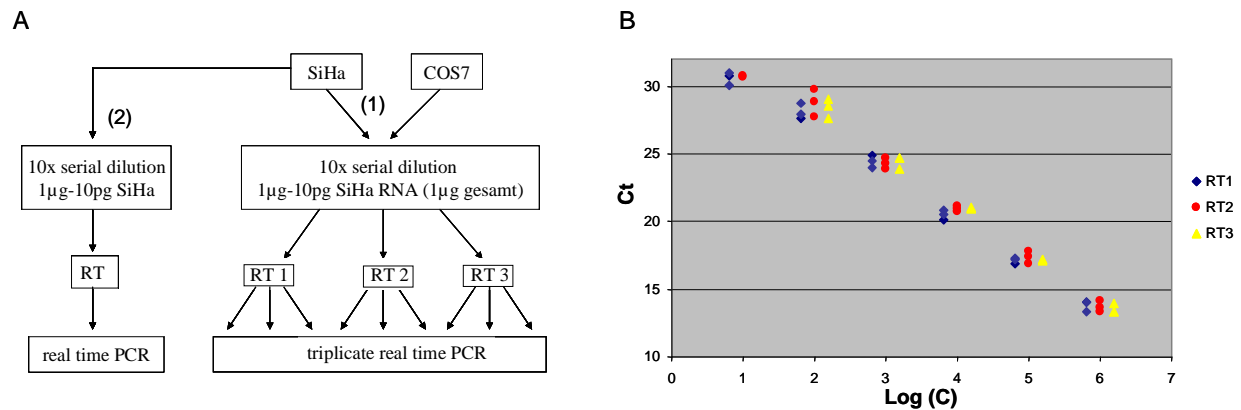 A
SiHa
COS7
(1)
(2)
10x serial dilution
1µg-10pg SiHa
10x serial dilution
1µg-10pg SiHa RNA (1µg gesamt)
RT
RT 1
RT 2
RT 3
real time PCR
triplicate real time PCR
B
30
25
20
15
10
Ct
0
1
2
3
4
5
6
7
Log (C)
RT1
RT2
RT3